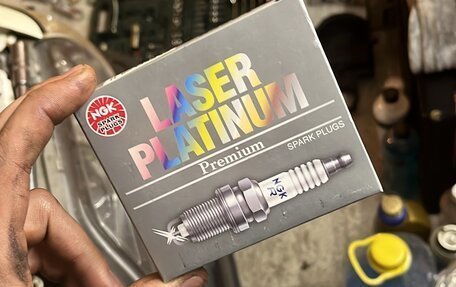 NGK
SPARK
PLUGS
LASER
PLATINUM
Premium
SPARK PLUGS
NGK
R